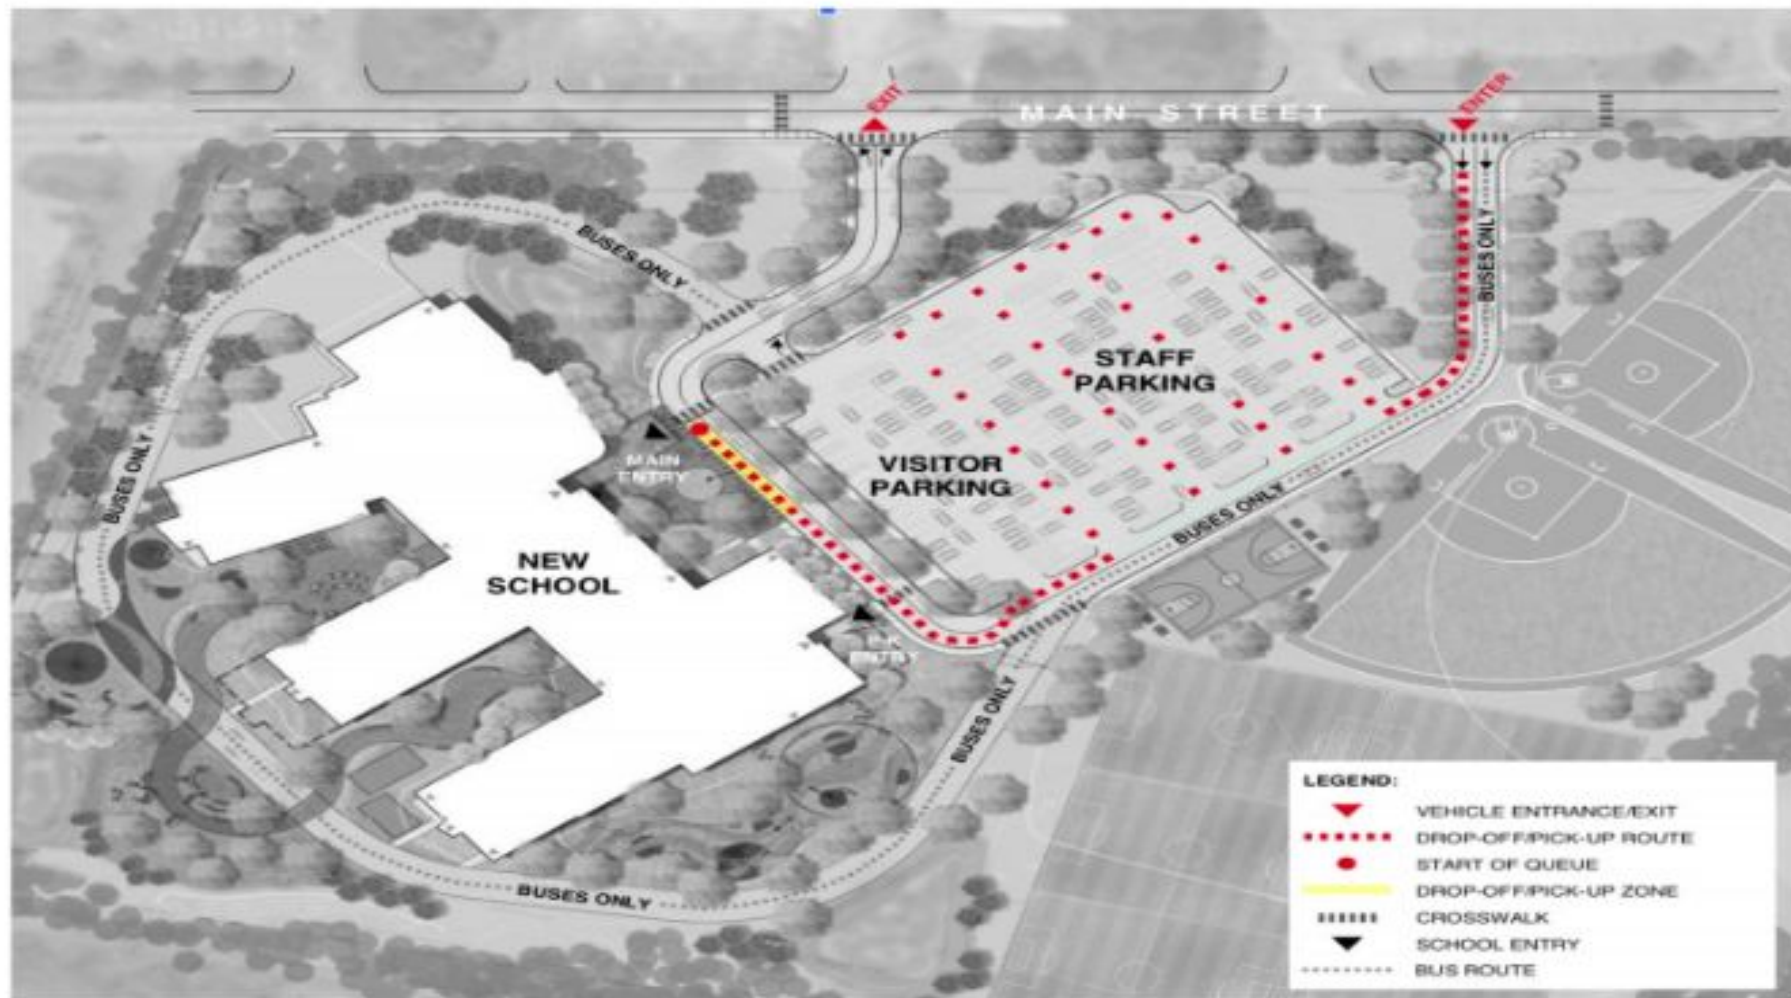 EXIT
ENTER
MAIN STREET
BUSES ONLY
BUSES ONLY
STAFF
PARKING
VISITOR
PARKING
MAIN
ENTRY
BUSES ONLY
BUSES ONLY
NEW
SCHOOL
P-K
ENTRY
BUSES ONLY
BUSES ONLY
LEGEND:
VEHICLE ENTRANCE/EXIT
DROP-OFF/PICK-UP ROUTE
START OF QUEUE
DROP-OFF/PICK-UP ZONE
CROSSWALK
SCHOOL ENTRY
BUS ROUTE